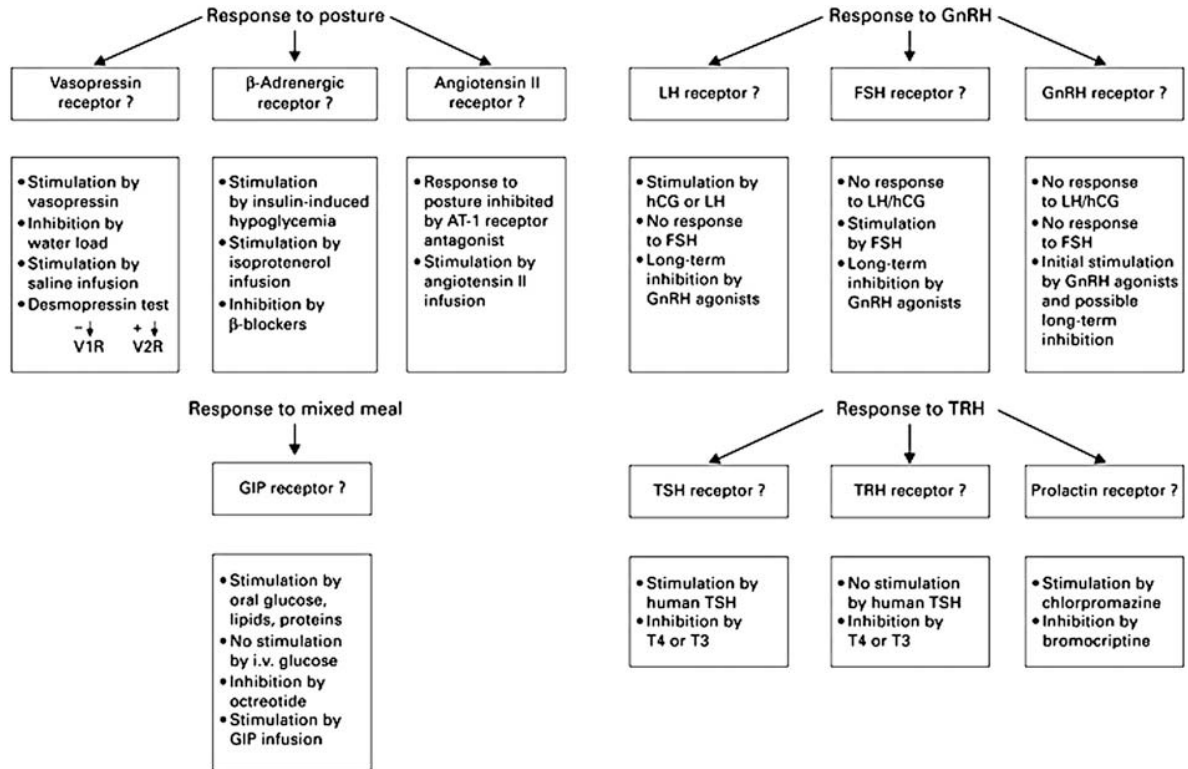 Response to posture
Vasopressin
receptor ?
β-Adrenergic
receptor ?
Angiotensin II
receptor ?
• Stimulation by
vasopressin
• Inhibition by
water load
• Stimulation by
saline infusion
• Desmopressin test
− +
V1R V2R
• Stimulation
by insulin-induced
hypoglycemia
• Stimulation by
isoprotenerol
infusion
• Inhibition by
β-blockers
• Response to
posture inhibited
by AT-1 receptor
antagonist
• Stimulation by
angiotensin II
infusion
Response to GnRH
LH receptor ?
FSH receptor ?
GnRH receptor ?
• Stimulation by
hCG or LH
• No response
to FSH
• Long-term
inhibition by
GnRH agonists
• No response
to LH/hCG
• Stimulation
by FSH
• Long-term
inhibition by
GnRH agonists
• No response
to LH/hCG
• No response
to FSH
• Initial stimulation
by GnRH agonists
and possible
long-term
inhibition
Response to mixed meal
GIP receptor ?
• Stimulation by
oral glucose,
lipids, proteins
• No stimulation
by i.v. glucose
• Inhibition by
octreotide
• Stimulation by
GIP infusion
Response to TRH
TSH receptor ?
TRH receptor ?
Prolactin receptor ?
• Stimulation by
human TSH
• Inhibition by
T4 or T3
• No stimulation
by human TSH
• Inhibition by
T4 or T3
• Stimulation by
chlorpromazine
• Inhibition by
bromocriptine